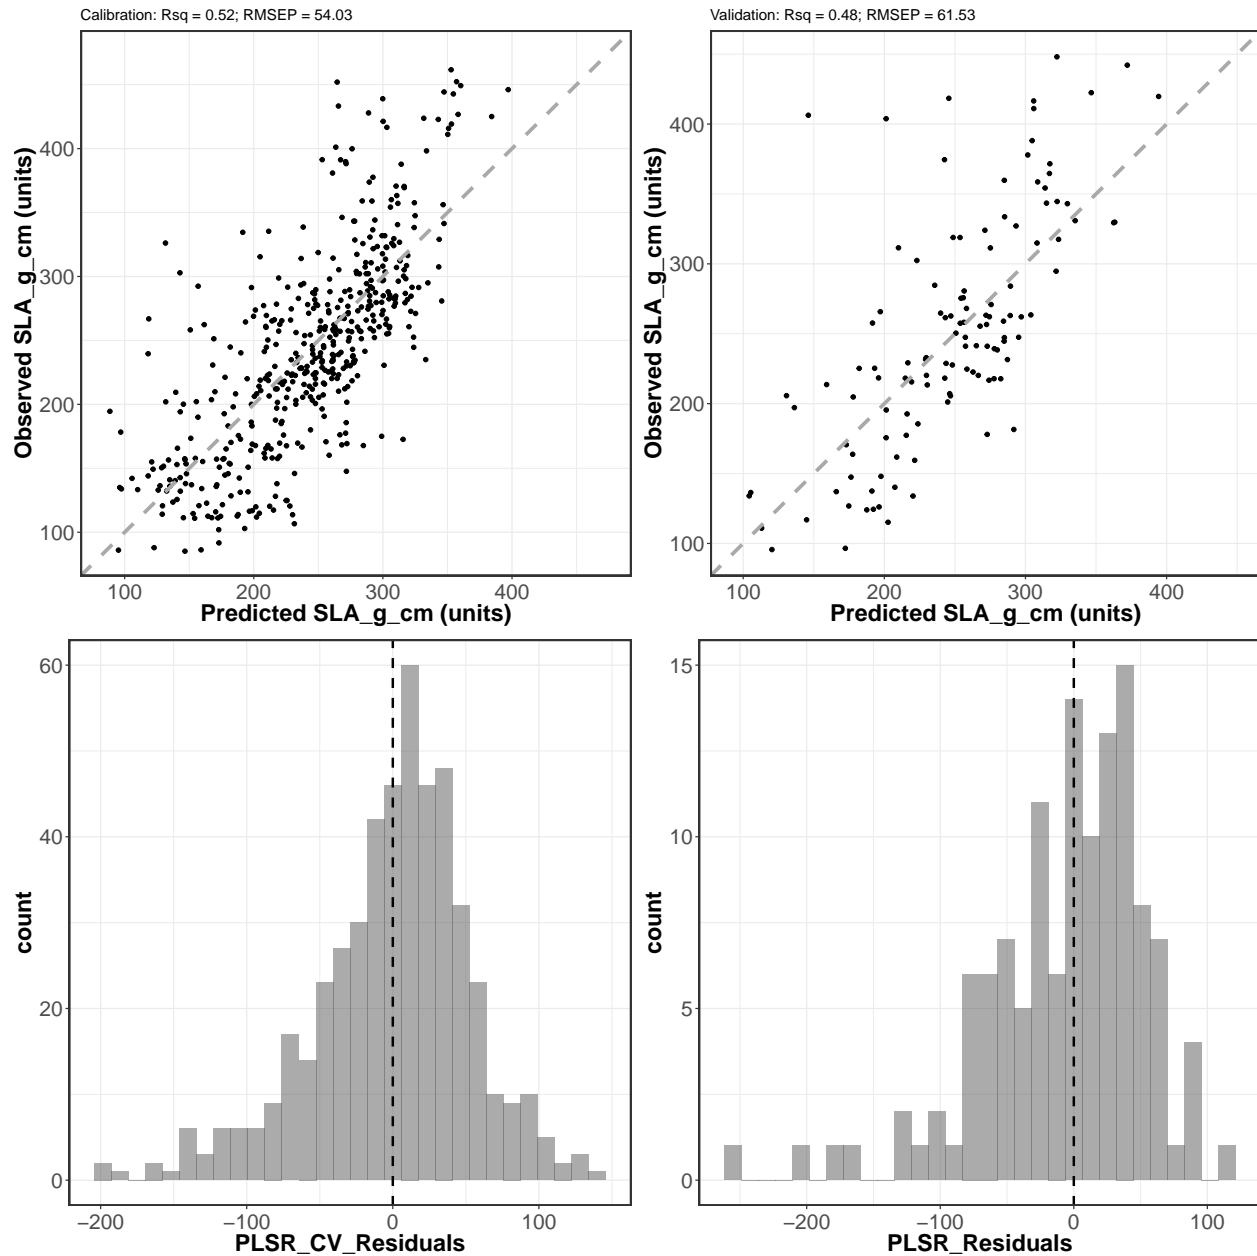 Calibration: Rsq = 0.52; RMSEP = 54.03
Validation: Rsq = 0.48; RMSEP = 61.53
Observed SLA_g_cm (units)
400
300
200
100
100 200 300 400
Predicted SLA_g_cm (units)
Observed SLA_g_cm (units)
400
300
200
100
100 200 300 400
Predicted SLA_g_cm (units)
count
60
40
20
0
−200 −100 0 100
PLSR_CV_Residuals
count
15
10
5
0
−200 −100 0 100
PLSR_Residuals